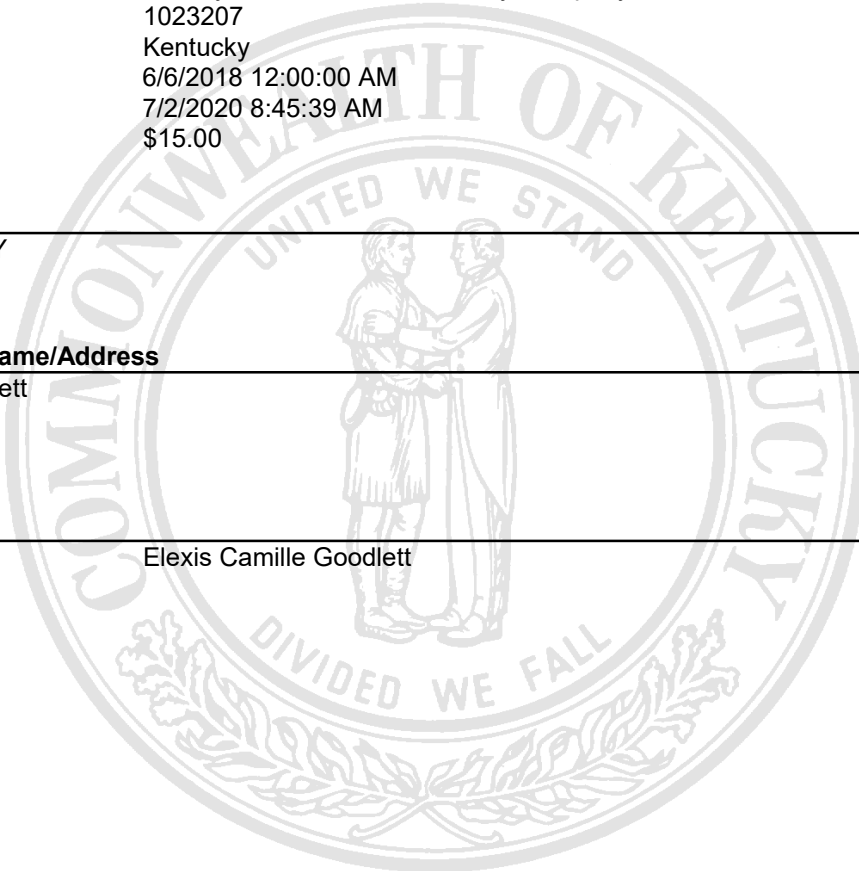 1023207
Kentucky
6/6/2018 12:00:00 AM
7/2/2020 8:45:39 AM
$15.00
COMMONWEALTH OF KENTUCKY
UNITED WE STAND
ame/Address
ett
Elexis Camille Goodlett
DIVIDED WE FALL